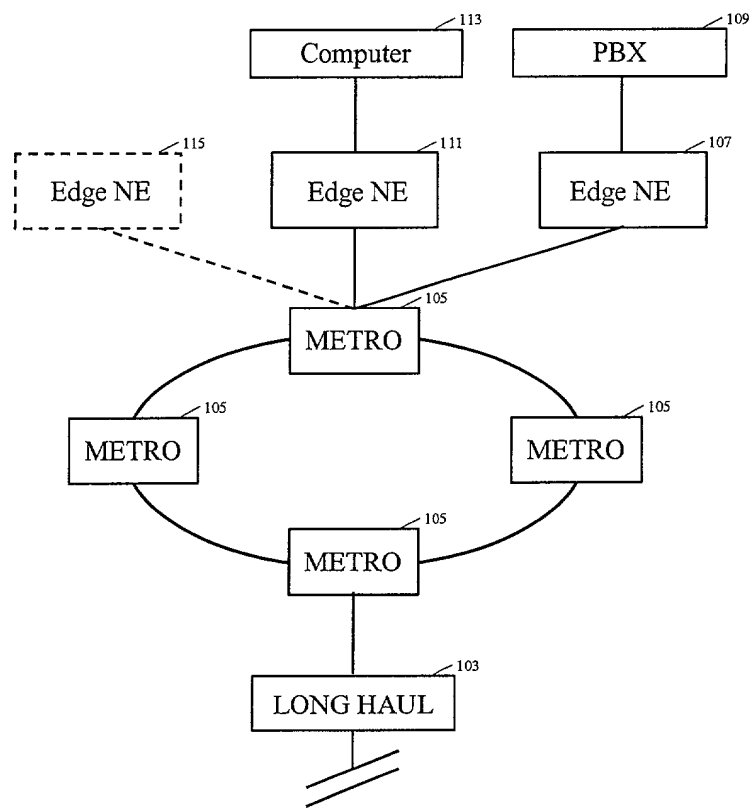 113
Computer
109
PBX
115
Edge NE
111
Edge NE
107
Edge NE
105
METRO
105
METRO
105
METRO
105
METRO
103
LONG HAUL